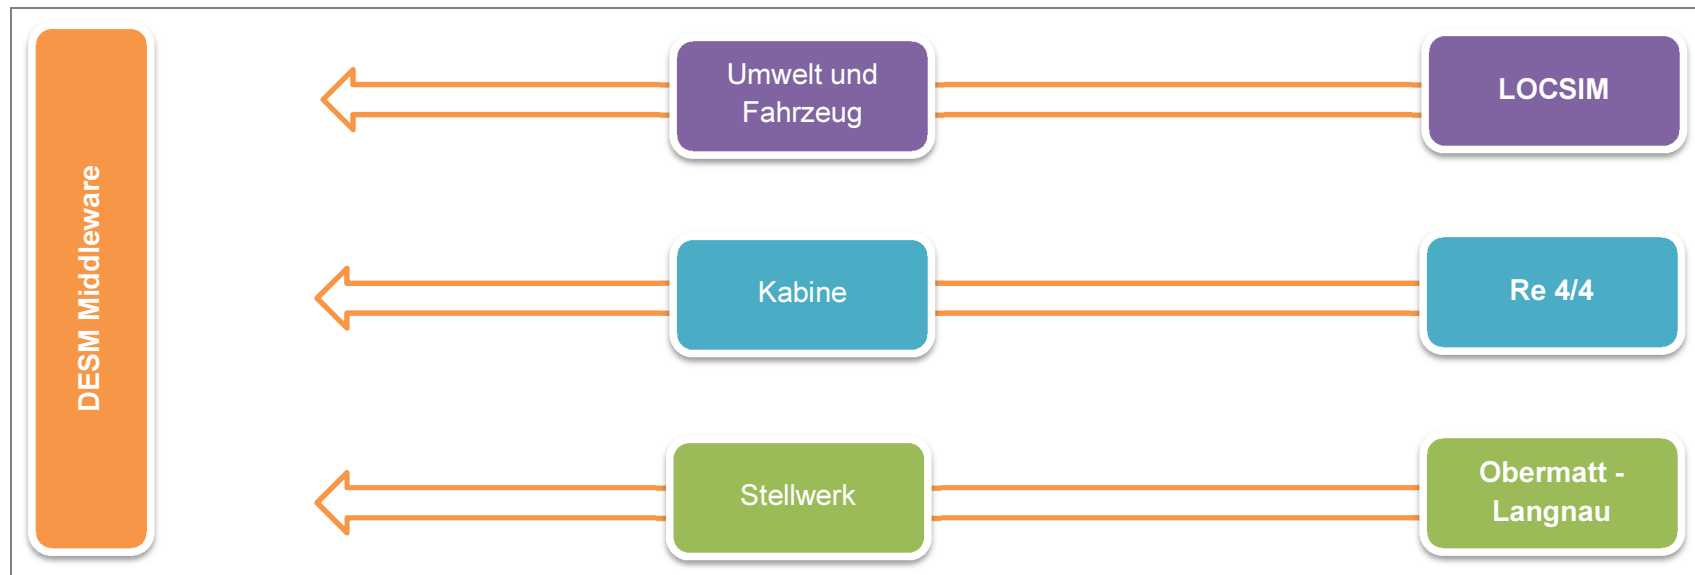 DESM Middleware
Umwelt und
Fahrzeug
LOCSIM
Kabine
Re 4/4
Stellwerk
Obermatt -
Langnau